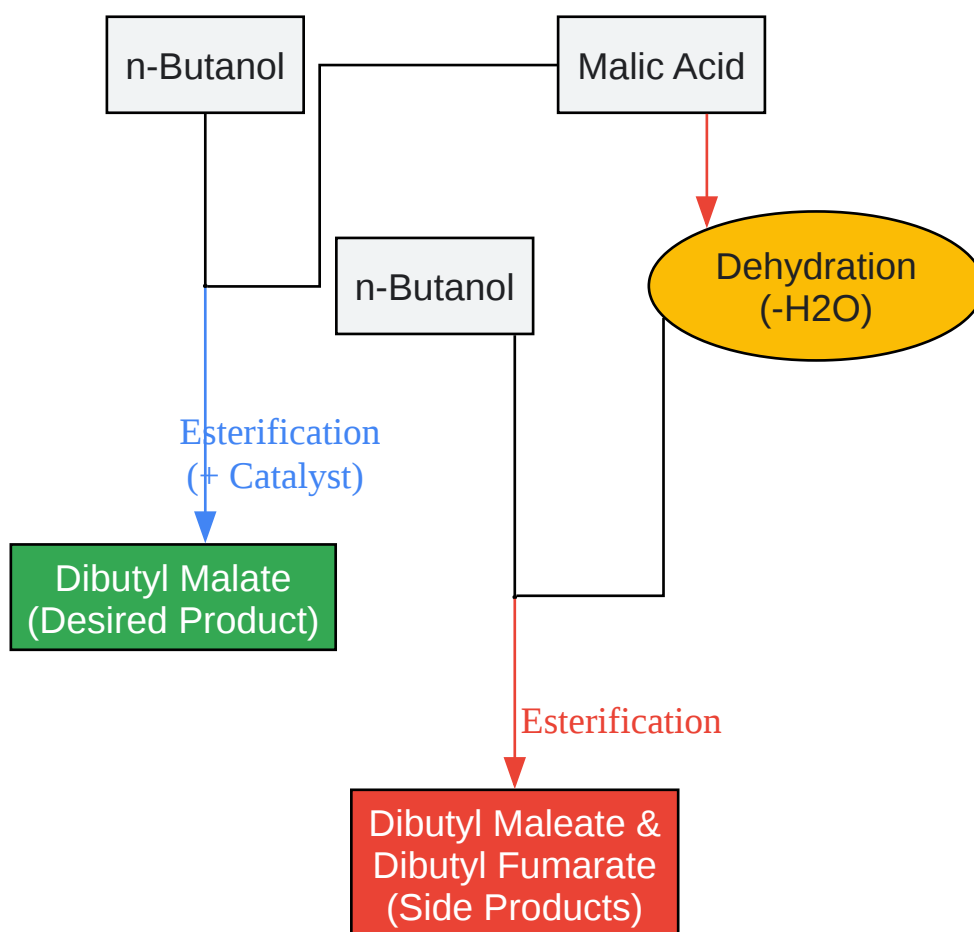 n-Butanol
Malic Acid
n-Butanol
Dehydration
(-H2O)
Esterification
(+ Catalyst)
Dibutyl Malate
(Desired Product)
Esterification
Dibutyl Maleate &
Dibutyl Fumarate
(Side Products)